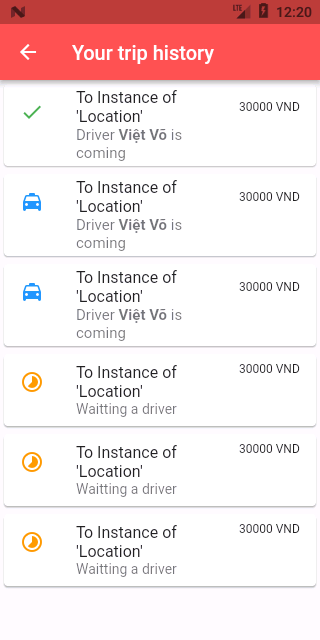 LTE 12:20
Your trip history
To Instance of 30000 VND
'Location'
Driver Việt Võ is
coming
To Instance of 30000 VND
'Location'
Driver Việt Võ is
coming
To Instance of 30000 VND
'Location'
Driver Việt Võ is
coming
To Instance of 30000 VND
'Location'
Waitting a driver
To Instance of 30000 VND
'Location'
Waitting a driver
To Instance of 30000 VND
'Location'
Waitting a driver